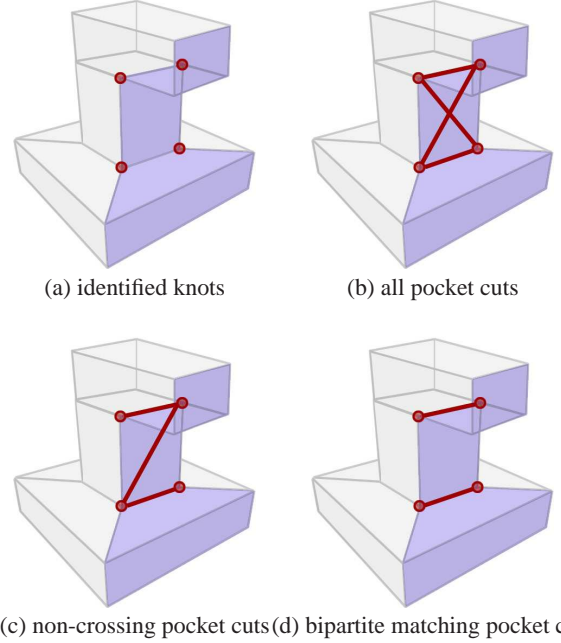 (a) identified knots
(b) all pocket cuts
(c) non-crossing pocket cuts
(d) bipartite matching pocket